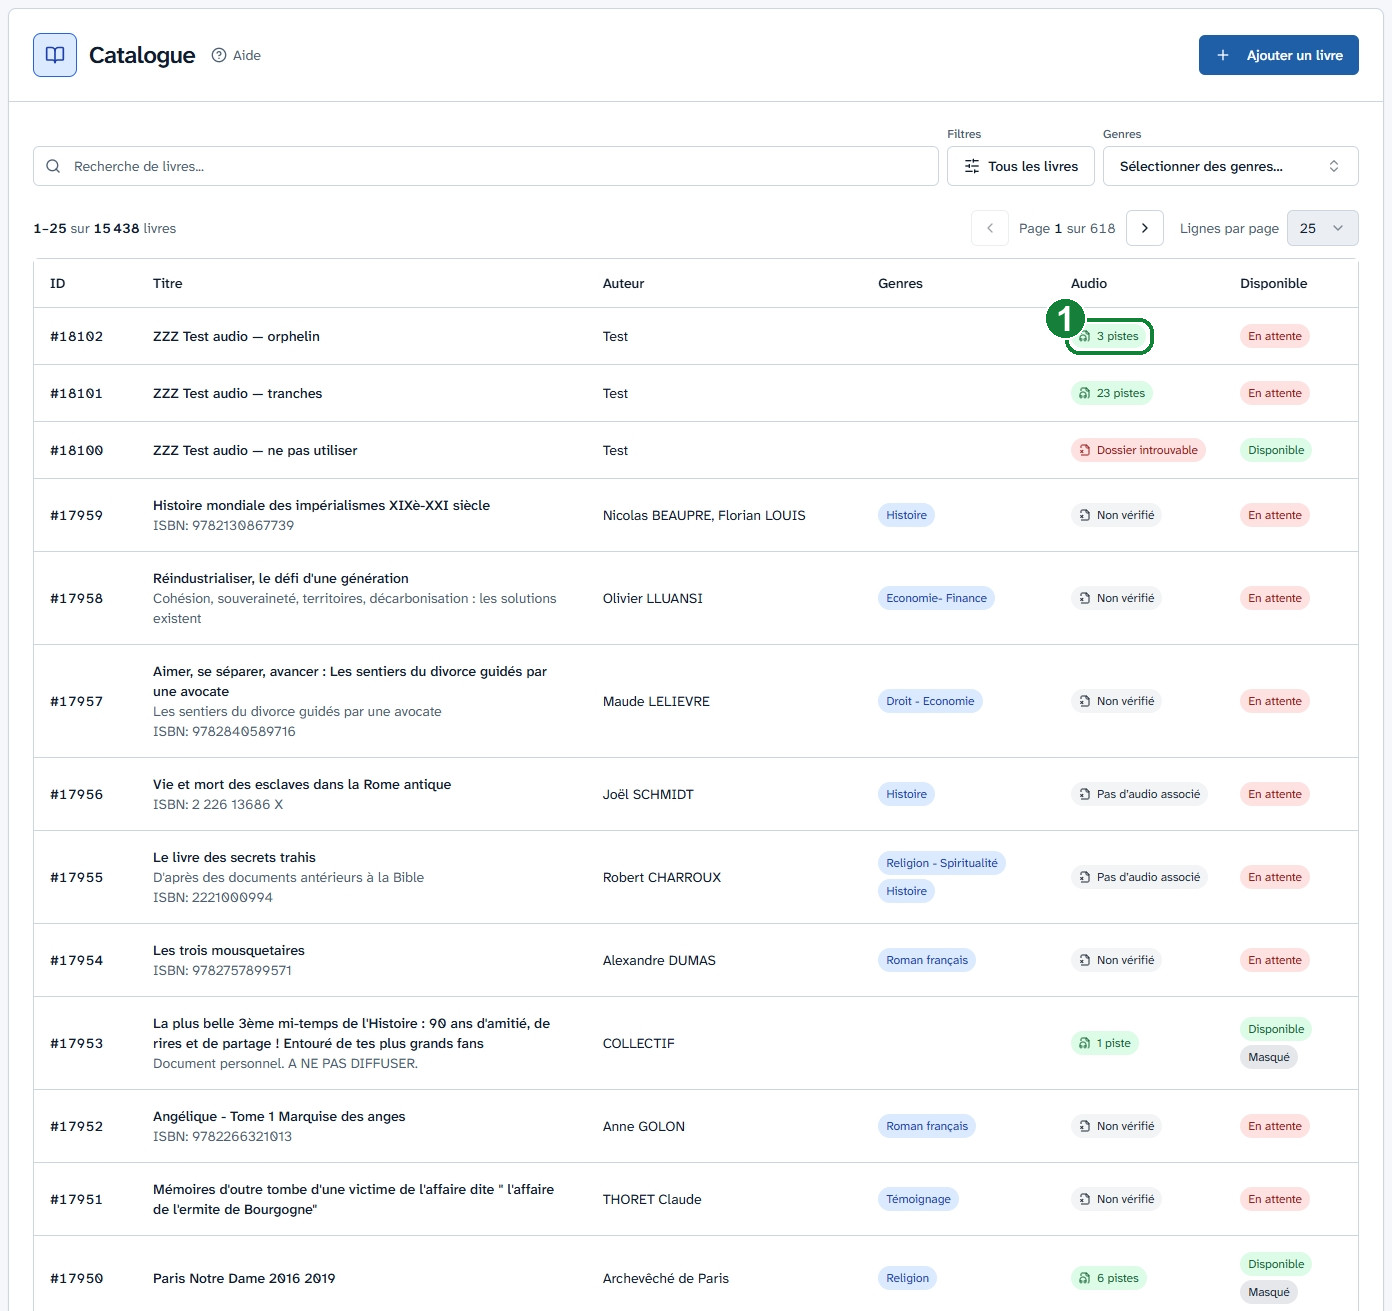 Catalogue
Aide
Ajouter un livre
Filtres
Genres
Recherche de livres...
Tous les livres
Sélectionner des genres...
1–25 sur 15 438 livres
Page 1 sur 618
Lignes par page
25
ID Titre Auteur Genres Audio Disponible
1
#18102 ZZZ Test audio — orphelin Test 3 pistes En attente
#18101 ZZZ Test audio — tranches Test 23 pistes En attente
#18100 ZZZ Test audio — ne pas utiliser Test Dossier introuvable Disponible
#17959 Histoire mondiale des impérialismes XIXè-XXI siècle
ISBN: 9782130867739
Nicolas BEAUPRE, Florian LOUIS Histoire Non vérifié En attente
#17958 Réindustrialiser, le défi d'une génération
Cohésion, souveraineté, territoires, décarbonisation : les solutions
existent
Olivier LLUANSI Economie- Finance Non vérifié En attente
#17957 Aimer, se séparer, avancer : Les sentiers du divorce guidés par
une avocate
Les sentiers du divorce guidés par une avocate
ISBN: 9782840589716
Maude LELIEVRE Droit - Economie Non vérifié En attente
#17956 Vie et mort des esclaves dans la Rome antique
ISBN: 2 226 13686 X
Joël SCHMIDT Histoire Pas d'audio associé En attente
#17955 Le livre des secrets trahis
D'après des documents antérieurs à la Bible
ISBN: 2221000994
Robert CHARROUX Religion - Spiritualité
Histoire
Pas d'audio associé En attente
#17954 Les trois mousquetaires
ISBN: 9782757899571
Alexandre DUMAS Roman français Non vérifié En attente
#17953 La plus belle 3ème mi-temps de l'Histoire : 90 ans d'amitié, de
rires et de partage ! Entouré de tes plus grands fans
Document personnel. A NE PAS DIFFUSER.
COLLECTIF 1 piste Disponible
Masqué
#17952 Angélique - Tome 1 Marquise des anges
ISBN: 9782266321013
Anne GOLON Roman français Non vérifié En attente
#17951 Mémoires d'outre tombe d'une victime de l'affaire dite " l'affaire
de l'ermite de Bourgogne"
THORET Claude Témoignage Non vérifié En attente
#17950 Paris Notre Dame 2016 2019 Archevêché de Paris Religion 6 pistes Disponible
Masqué